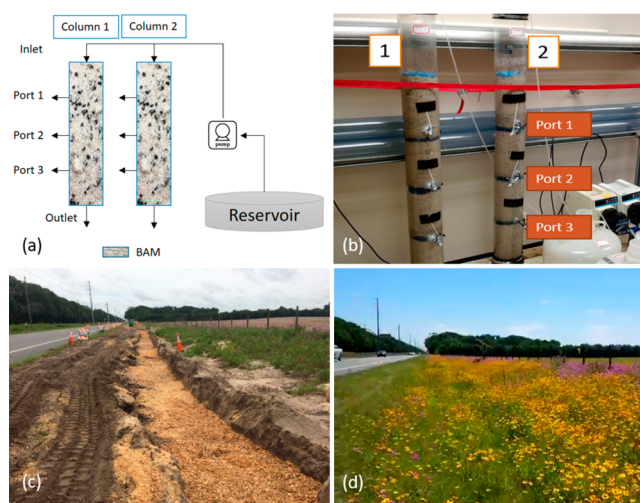 Column 1
Column 2
Inlet
Port 1
Port 2
Port 3
pump
Reservoir
Outlet
(a)
BAM
1
2
Port 1
Port 2
Port 3
(b)
(c)
(d)